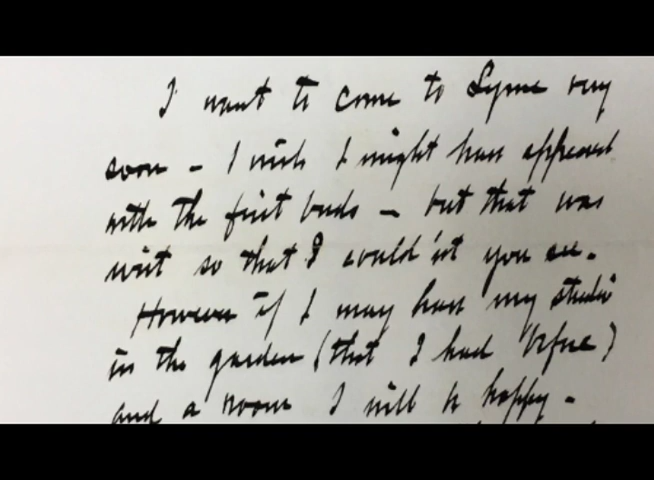 I want to come to Lyme very
soon - I wish I might have appeared
with the first buds - but that was
writ so that I could'nt you see.
However if I may have my studio
in the garden (that I had before)
and a room I will be happy -